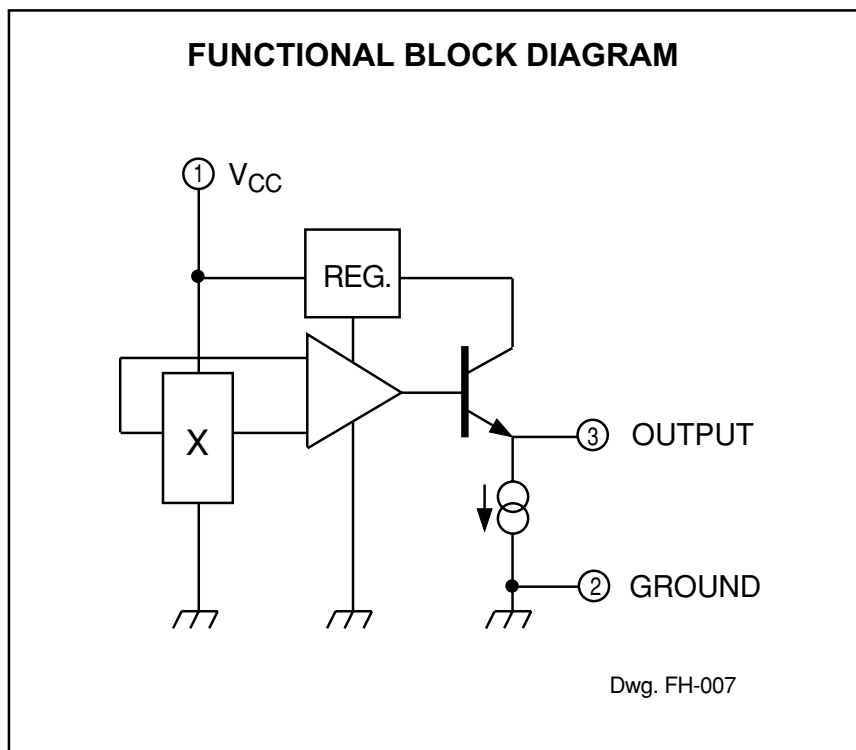 FUNCTIONAL BLOCK DIAGRAM
1 VCC
REG.
X
3 OUTPUT
2 GROUND
Dwg. FH-007